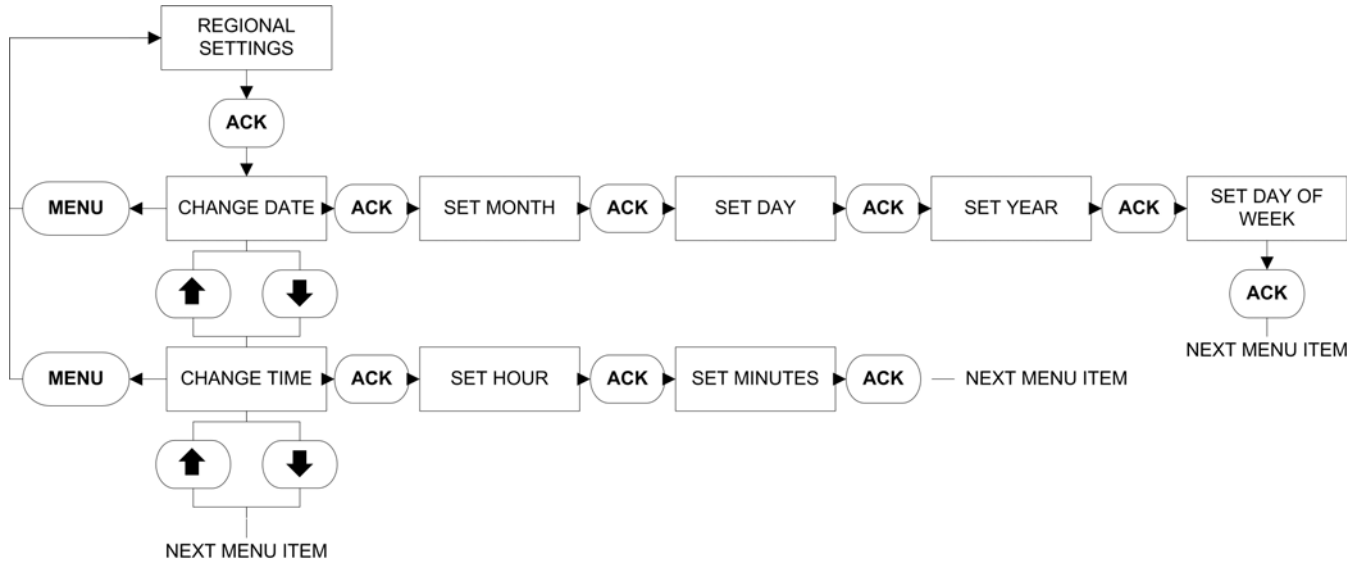 REGIONAL
SETTINGS
ACK
MENU
CHANGE DATE
ACK
SET MONTH
ACK
SET DAY
ACK
SET YEAR
ACK
SET DAY OF
WEEK
ACK
NEXT MENU ITEM
MENU
CHANGE TIME
ACK
SET HOUR
ACK
SET MINUTES
ACK
NEXT MENU ITEM
NEXT MENU ITEM